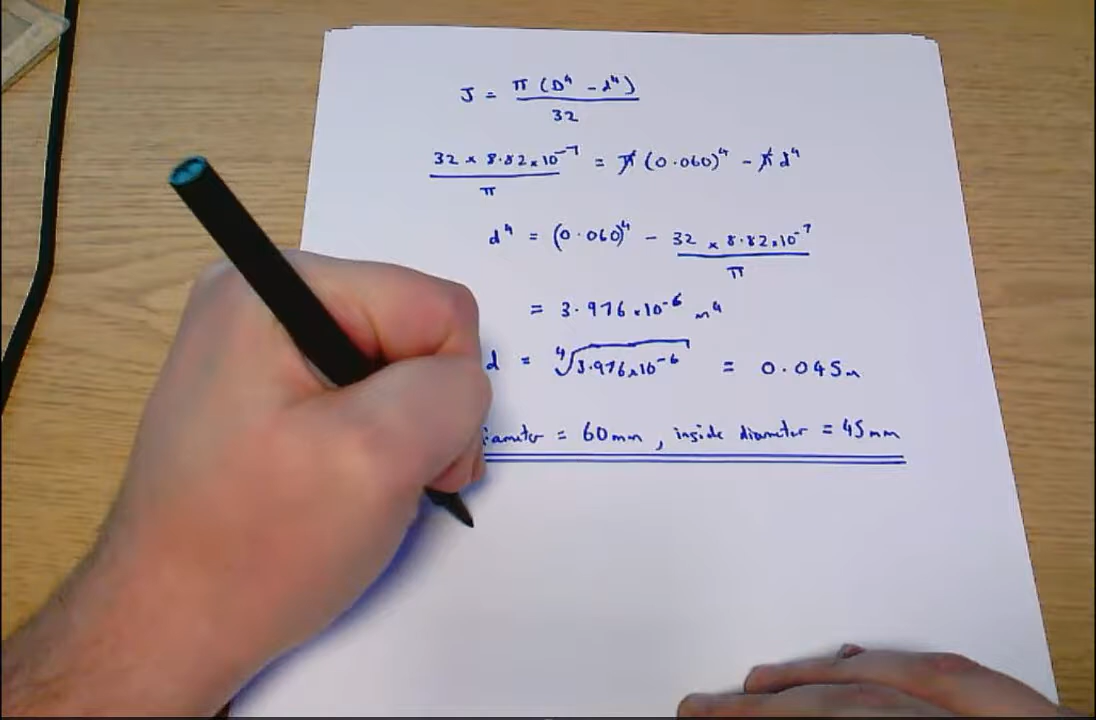 J = π (D⁴ - d⁴) / 32
32 × 8.82 × 10⁻⁷ / π = π (0.060)⁴ - π d⁴
d⁴ = (0.060)⁴ - 32 × 8.82 × 10⁻⁷ / π
= 3.976 × 10⁻⁶ m⁴
d = ⁴√3.976 × 10⁻⁶ = 0.045m
iameter = 60mm, inside diameter = 45mm